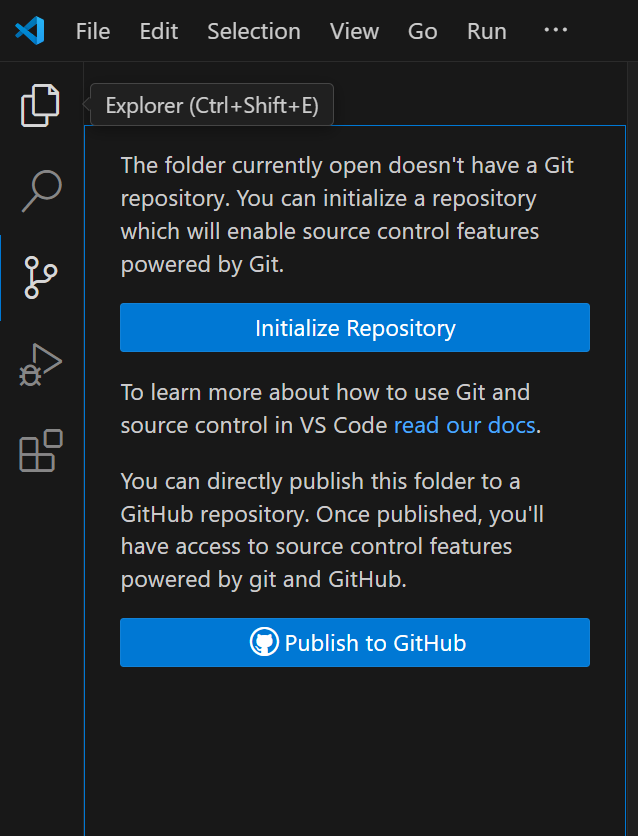 File Edit Selection View Go Run ...
Explorer (Ctrl+Shift+E)
The folder currently open doesn't have a Git
repository. You can initialize a repository
which will enable source control features
powered by Git.
Initialize Repository
To learn more about how to use Git and
source control in VS Code read our docs.
You can directly publish this folder to a
GitHub repository. Once published, you'll
have access to source control features
powered by git and GitHub.
Publish to GitHub